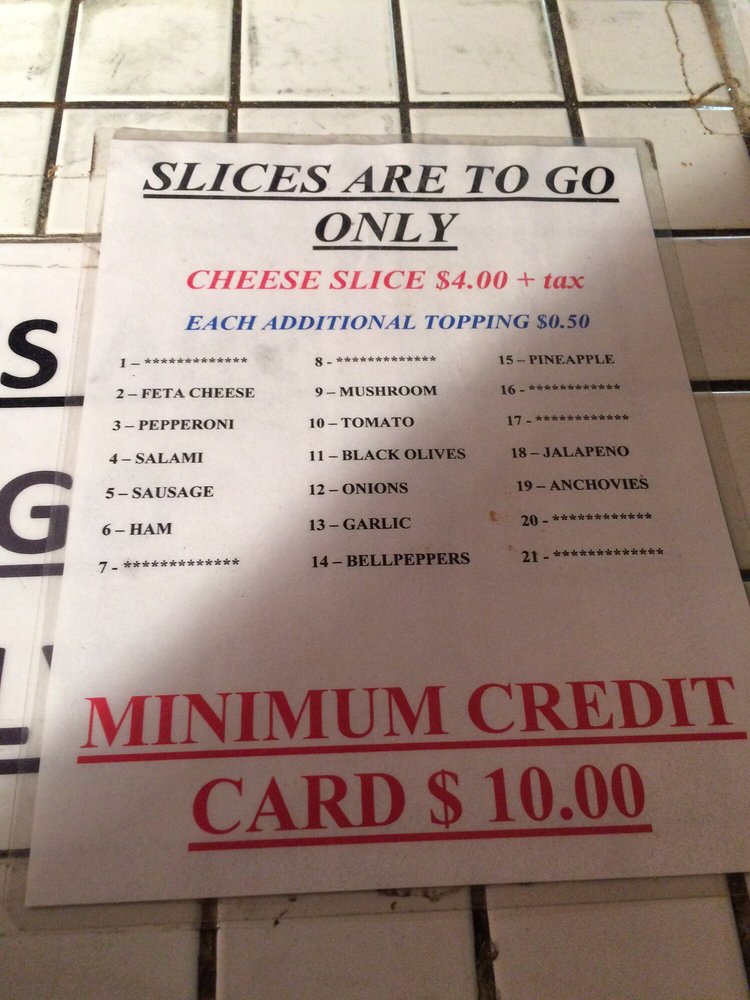 SLICES ARE TO GO
ONLY
CHEESE SLICE $4.00 + tax
EACH ADDITIONAL TOPPING $0.50
1 – *************
2 – FETA CHEESE
3 – PEPPERONI
4 – SALAMI
5 – SAUSAGE
6 – HAM
7 - *************
8 - *************
9 – MUSHROOM
10 – TOMATO
11 – BLACK OLIVES
12 – ONIONS
13 – GARLIC
14 – BELLPEPPERS
15 – PINEAPPLE
16 - ************
17 - ************
18 – JALAPENO
19 – ANCHOVIES
20 - ************
21 - *************
MINIMUM CREDIT
CARD $ 10.00
S
G